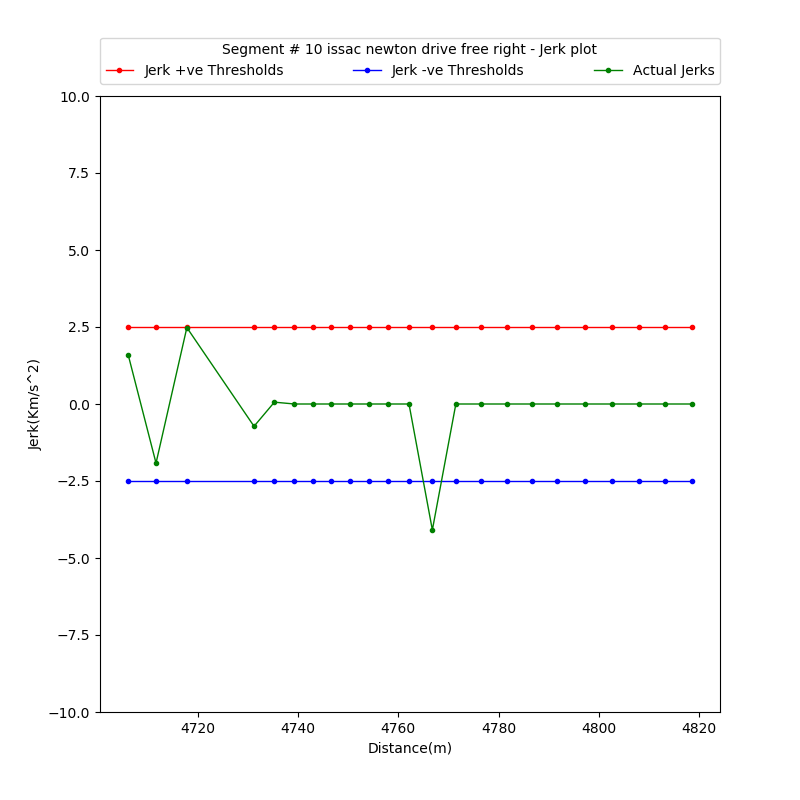 Segment # 10 issac newton drive free right - Jerk plot
Jerk +ve Thresholds Jerk -ve Thresholds Actual Jerks
10.0
7.5
5.0
2.5
0.0
−2.5
−5.0
−7.5
−10.0
Jerk(Km/s^2)
4720 4740 4760 4780 4800 4820
Distance(m)